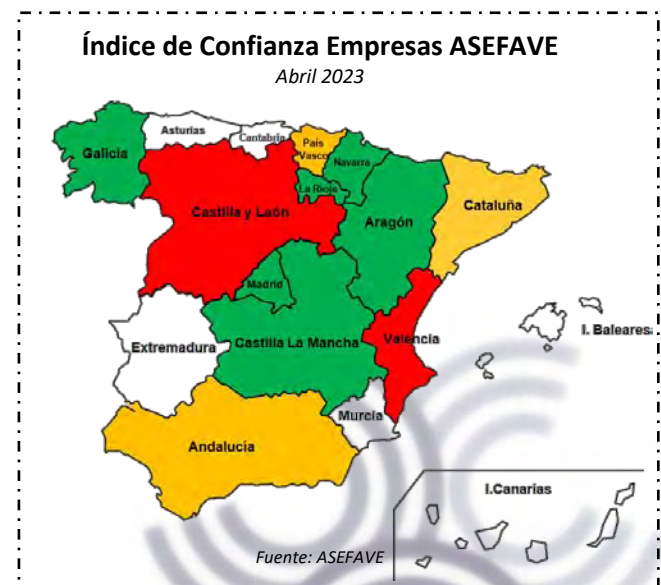 Índice de Confianza Empresas ASEFAVE
Abril 2023
Asturias
Cantabria
País
Vasco
Navarra
Galicia
La Rioja
Castilla y León
Aragón
Cataluña
Madrid
I. Baleares
Extremadura
Castilla La Mancha
Valencia
Murcia
Andalucía
I.Canarias
Fuente: ASEFAVE